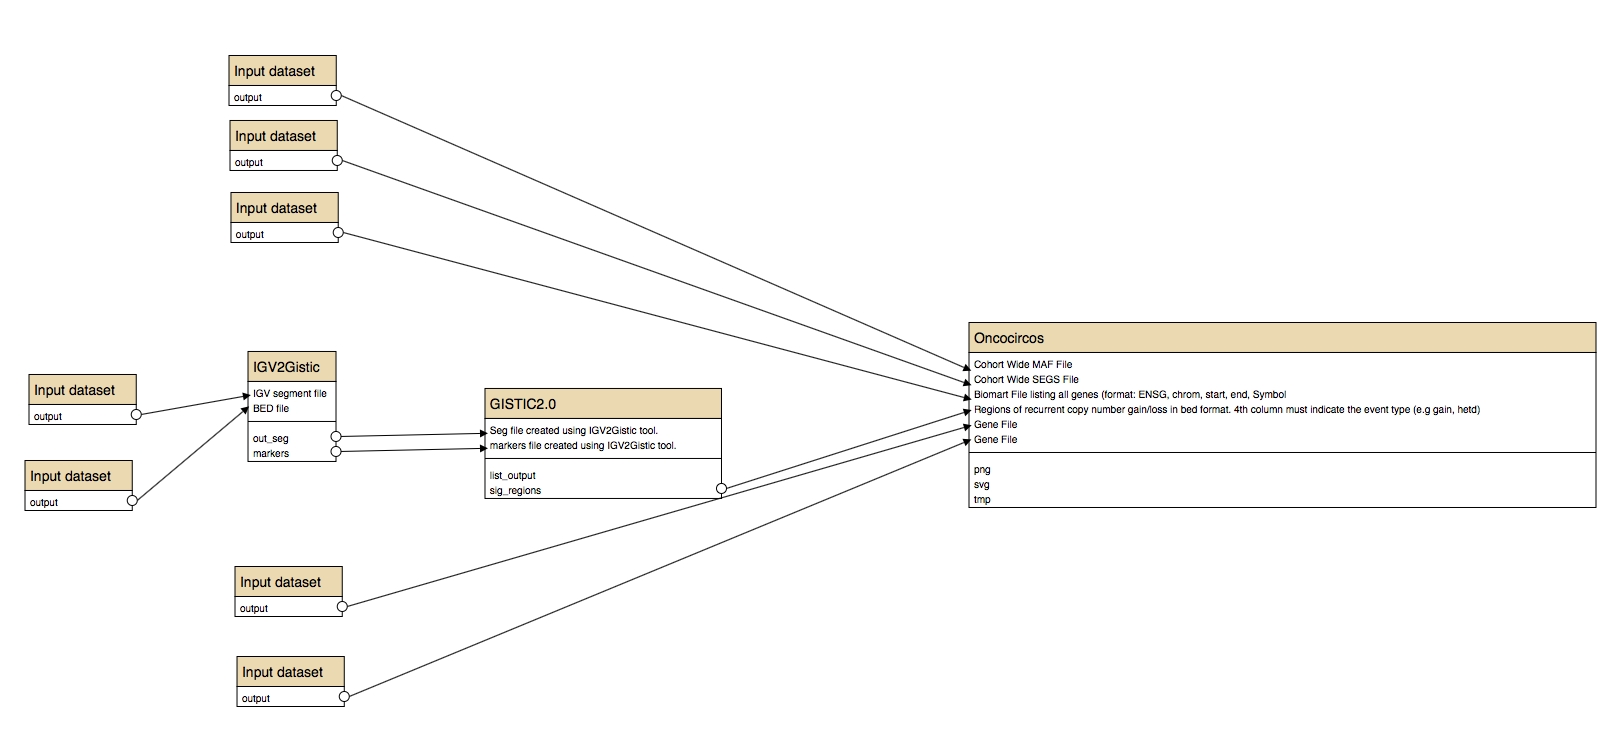 Input dataset
output
Input dataset
output
Input dataset
output
Input dataset
output
Input dataset
output
IGV2Gistic
IGV segment file
BED file
out_seg
markers
GISTIC2.0
Seg file created using IGV2Gistic tool.
markers file created using IGV2Gistic tool.
list_output
sig_regions
Oncocircos
Cohort Wide MAF File
Cohort Wide SEGS File
Biomart File listing all genes (format: ENSG, chrom, start, end, Symbol
Regions of recurrent copy number gain/loss in bed format. 4th column must indicate the event type (e.g gain, hetd)
Gene File
Gene File
png
svg
tmp
Input dataset
output
Input dataset
output